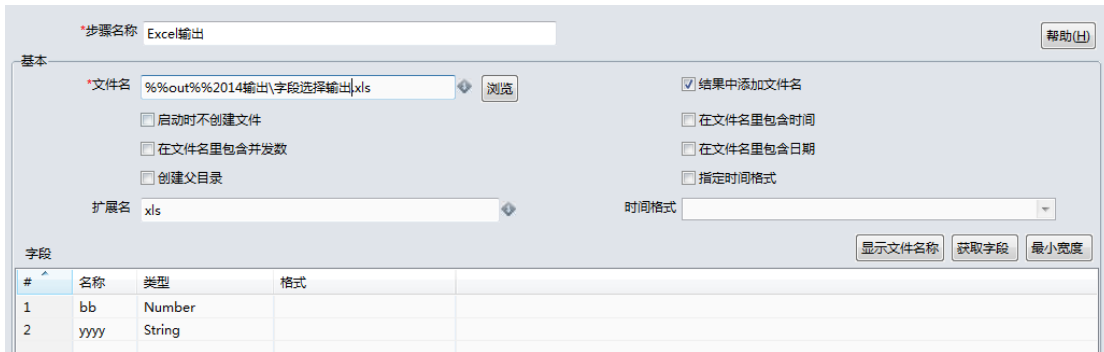 *步骤名称 Excel输出 帮助(H)
基本
*文件名 %%out%%2014输出\字段选择输出.xls 浏览 结果中添加文件名
启动时不创建文件 在文件名里包含时间
在文件名里包含并发数 在文件名里包含日期
创建父目录 指定时间格式
扩展名 xls 时间格式
字段 显示文件名称 获取字段 最小宽度
# 名称 类型 格式
1 bb Number
2 yyyy String